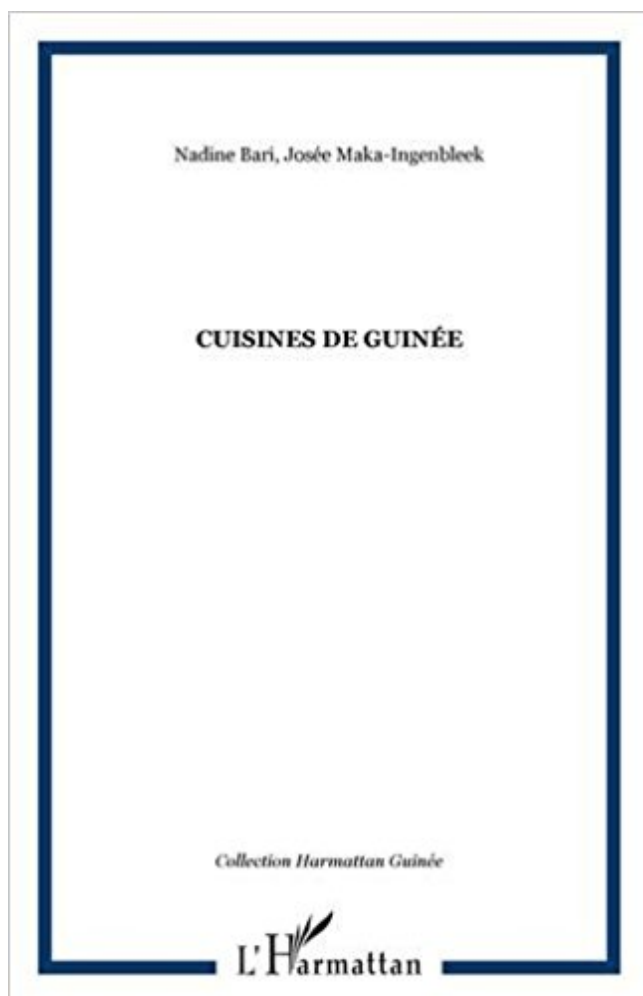 Nadine Bari, Josée Maka-Ingenbleek
CUISINES DE GUINÉE
Collection Harmattan Guinée
L'Harmattan